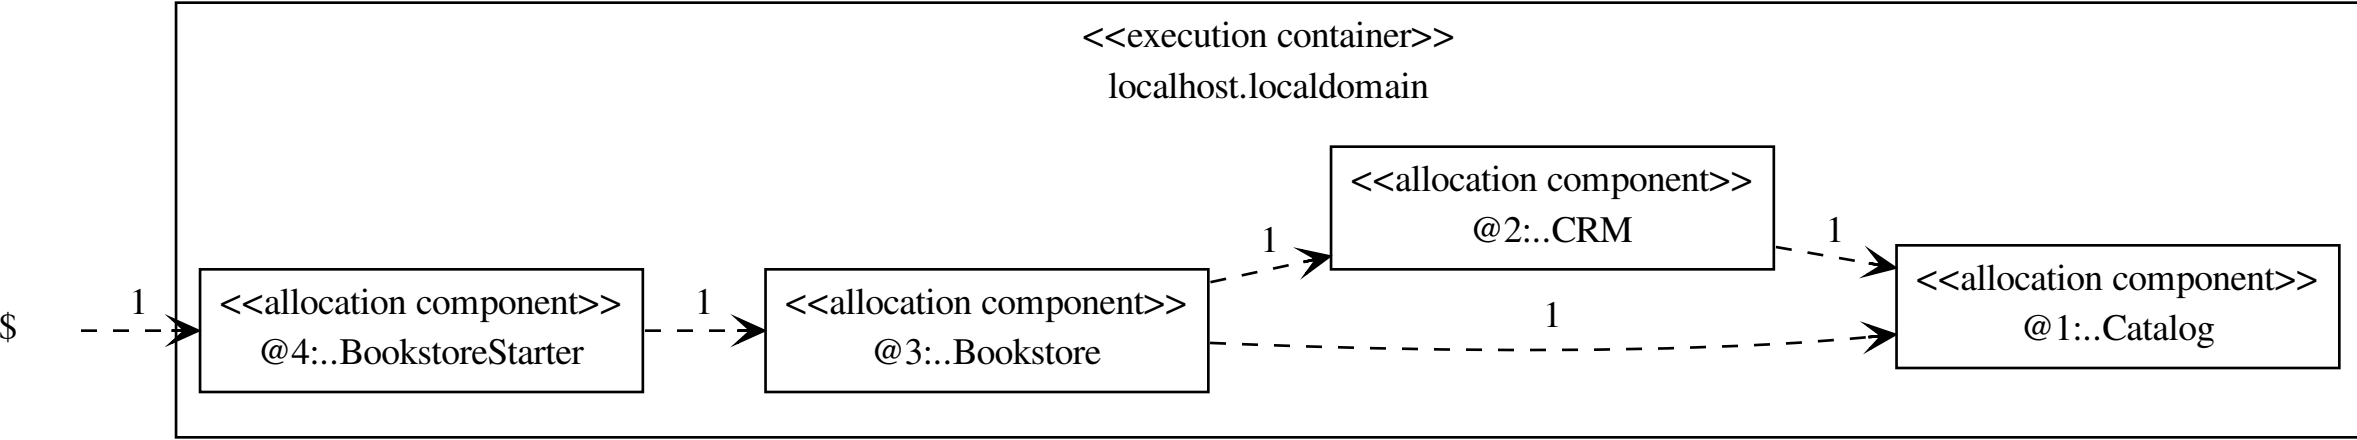 <<execution container>>
localhost.localdomain
$
1
<<allocation component>>
@4:..BookstoreStarter
1
<<allocation component>>
@3:..Bookstore
1
<<allocation component>>
@2:..CRM
1
1
<<allocation component>>
@1:..Catalog